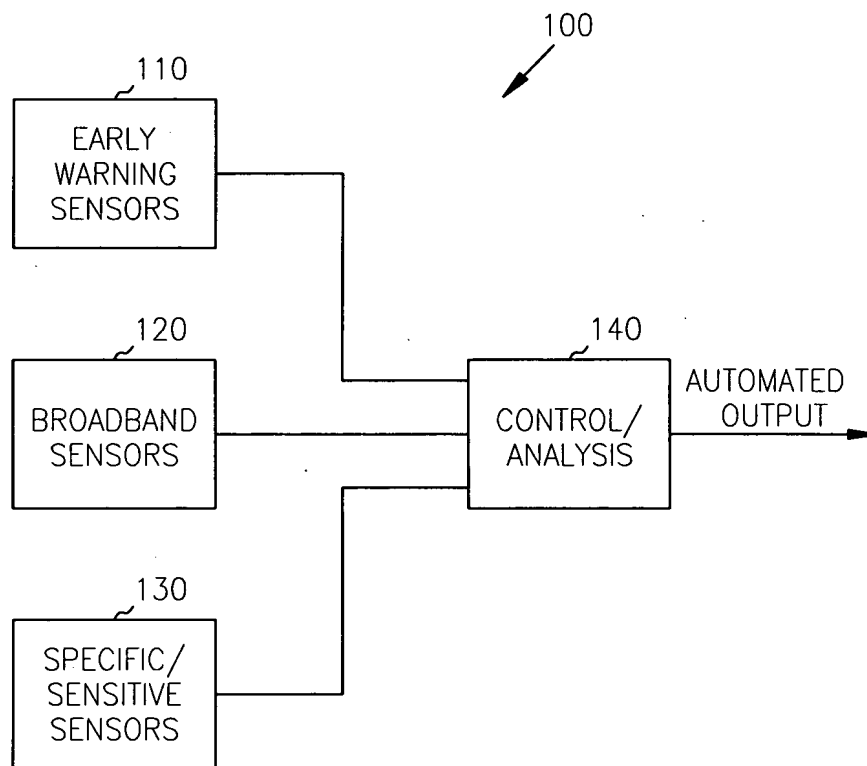 100
110
EARLY
WARNING
SENSORS
120
BROADBAND
SENSORS
130
SPECIFIC/
SENSITIVE
SENSORS
140
CONTROL/
ANALYSIS
AUTOMATED
OUTPUT